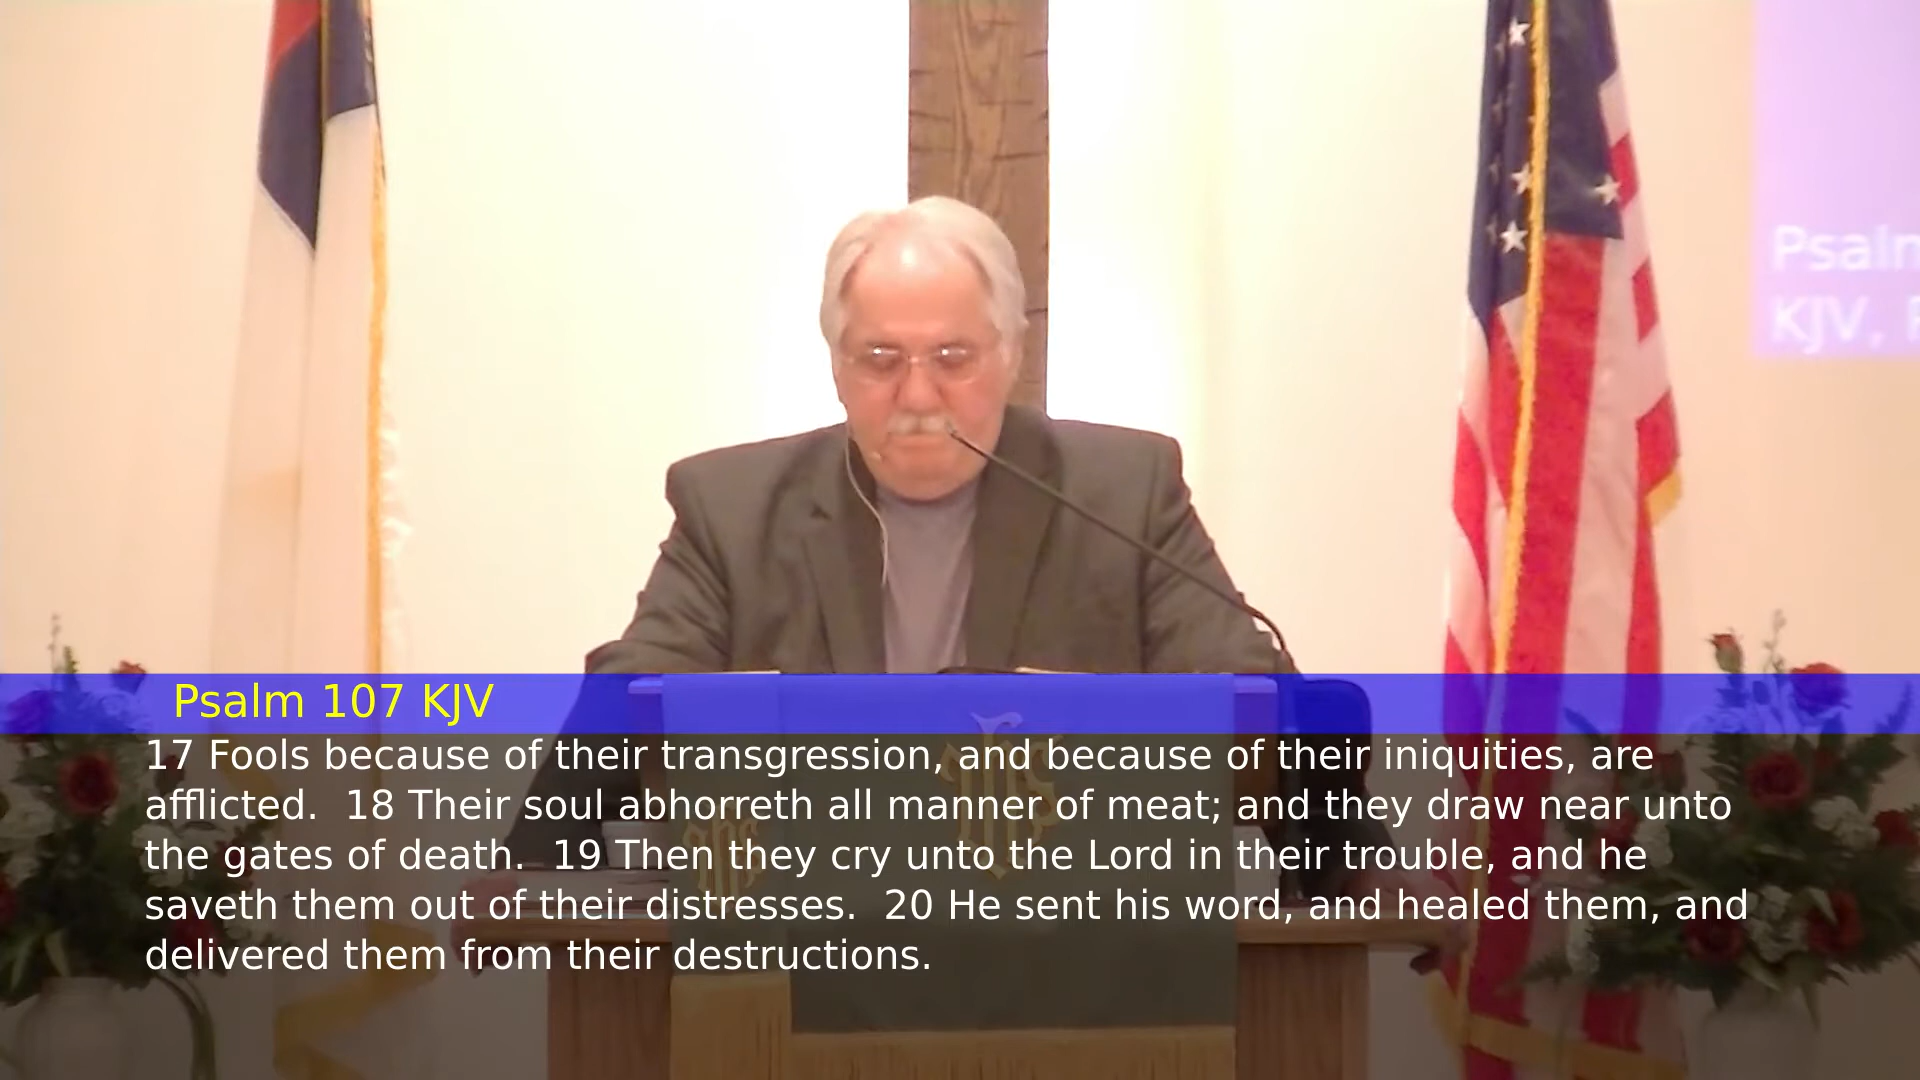 Psalm
KJV,
Psalm 107 KJV
17 Fools because of their transgression, and because of their iniquities, are
afflicted.  18 Their soul abhorreth all manner of meat; and they draw near unto
the gates of death.  19 Then they cry unto the Lord in their trouble, and he
saveth them out of their distresses.  20 He sent his word, and healed them, and
delivered them from their destructions.